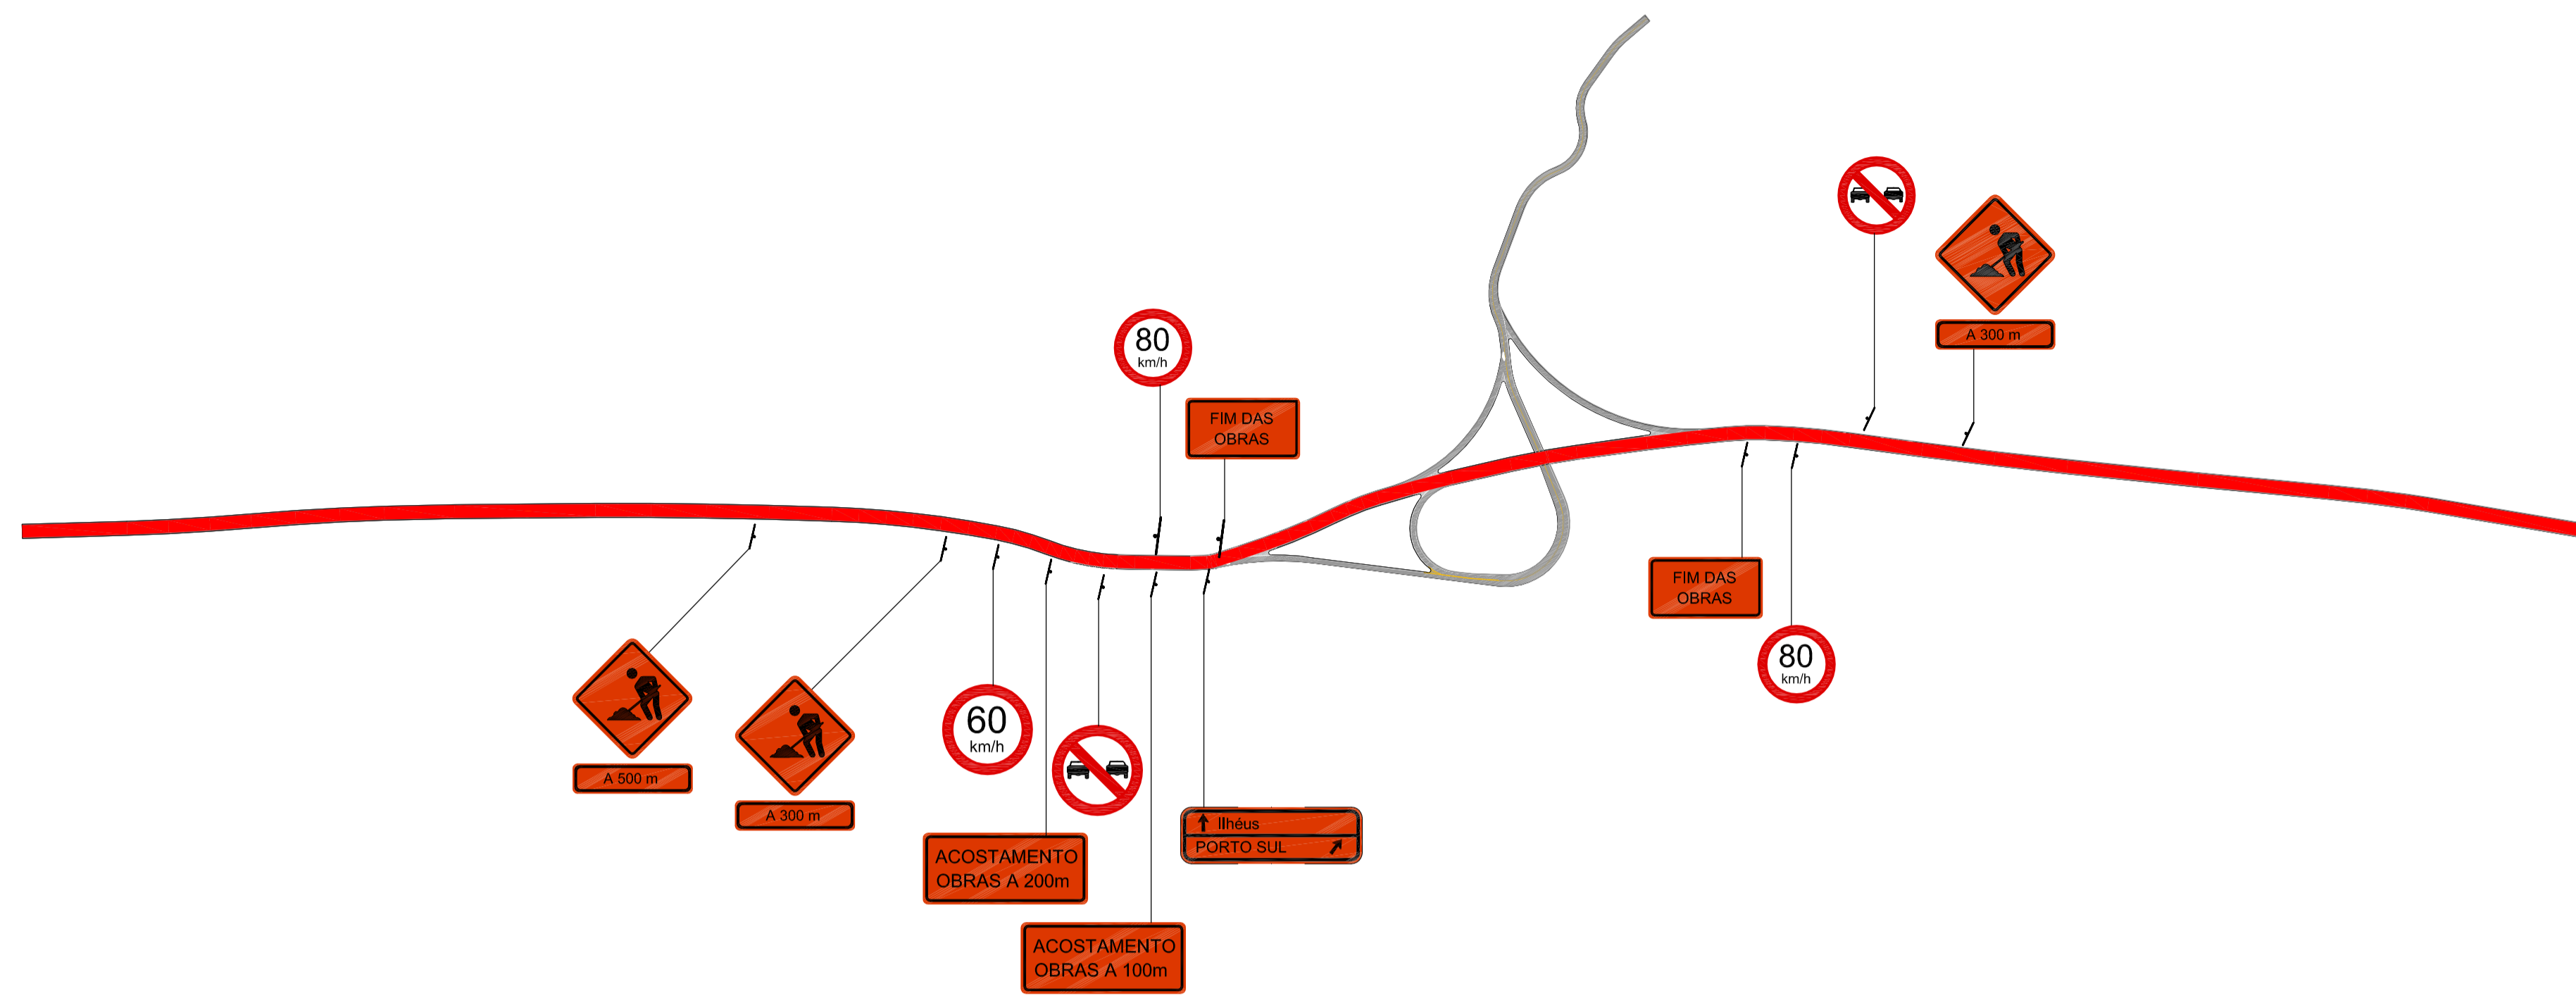 A 300 m
80
km/h
FIM DAS
OBRAS
FIM DAS
OBRAS
80
km/h
A 500 m
A 300 m
60
km/h
Ilhéus
PORTO SUL
ACOSTAMENTO
OBRAS A 200m
ACOSTAMENTO
OBRAS A 100m